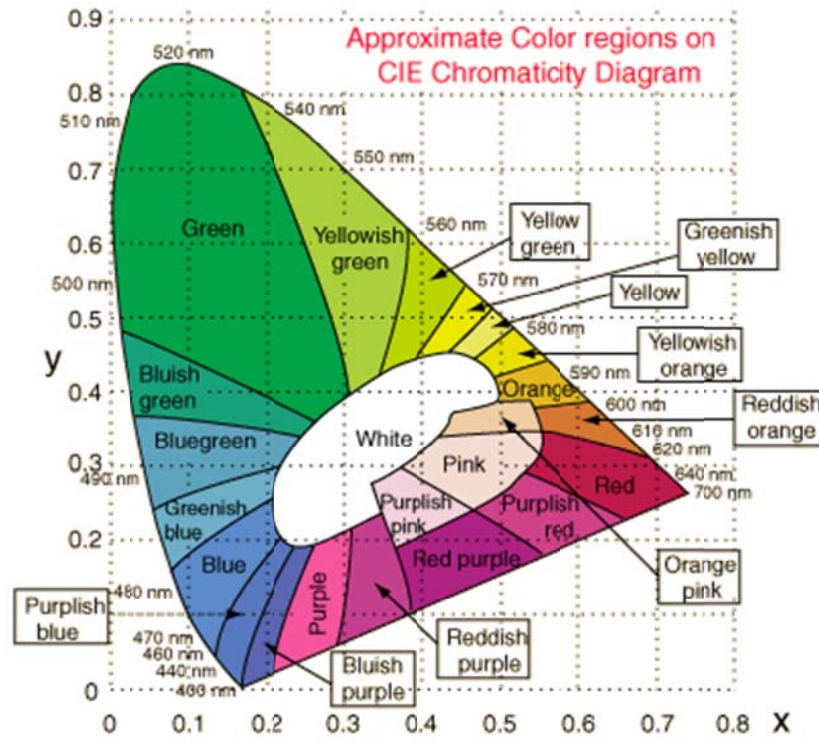 Approximate Color regions on
CIE Chromaticity Diagram
0.9
0.8
0.7
0.6
0.5
y
0.4
0.3
0.2
0
0
0.1
0.2
0.3
0.4
0.5
0.6
0.7
0.8
x
520 nm
540 nm
510 nm
550 nm
560 nm
500 nm
570 nm
580 nm
590 nm
600 nm
616 nm
620 nm
640 nm
700 nm
490 nm
480 nm
470 nm
460 nm
440 nm
400 nm
Green
Yellowish
green
Yellow
green
Greenish
yellow
Yellow
Yellowish
orange
Orange
Reddish
orange
Bluish
green
Bluegreen
White
Pink
Red
Greenish
blue
Purplish
pink
Purplish
red
Blue
Red purple
Orange
pink
Purple
Purplish
blue
Reddish
purple
Bluish
purple